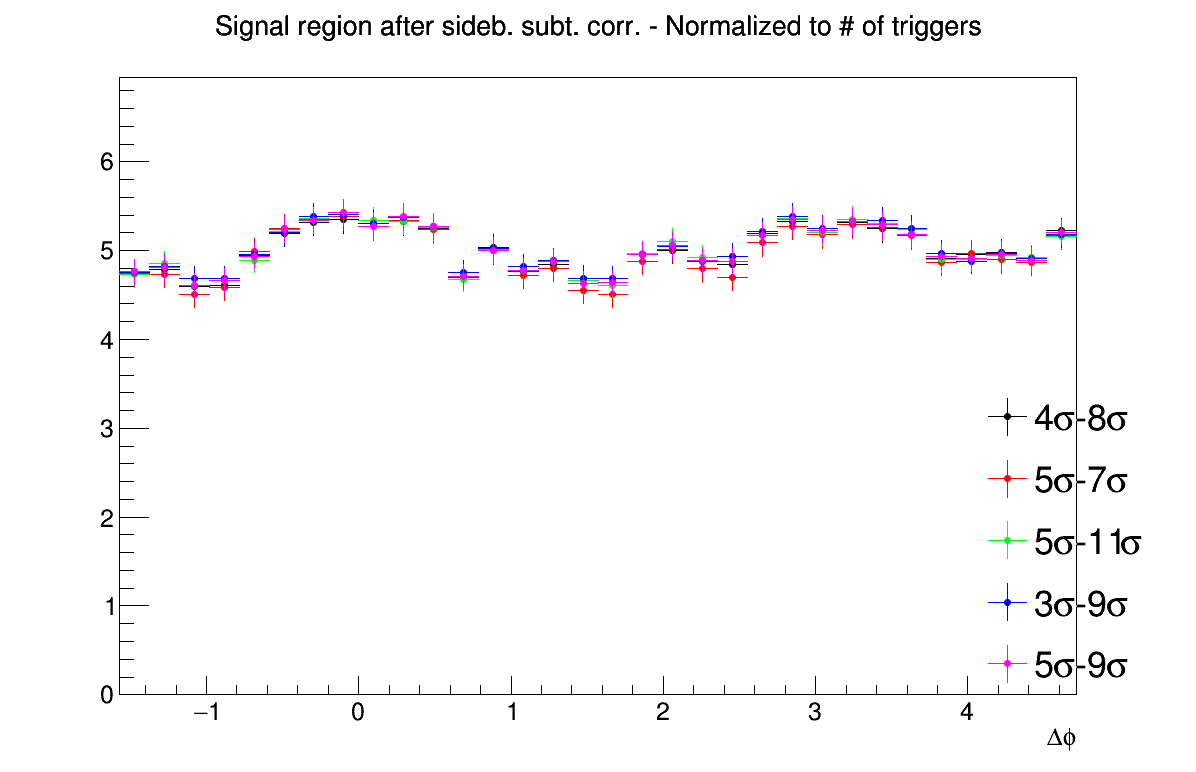 Signal region after sideb. subt. corr. - Normalized to # of triggers
6
5
4
3
2
1
0
−1
0
1
2
3
4
Δϕ
4σ-8σ
5σ-7σ
5σ-11σ
3σ-9σ
5σ-9σ